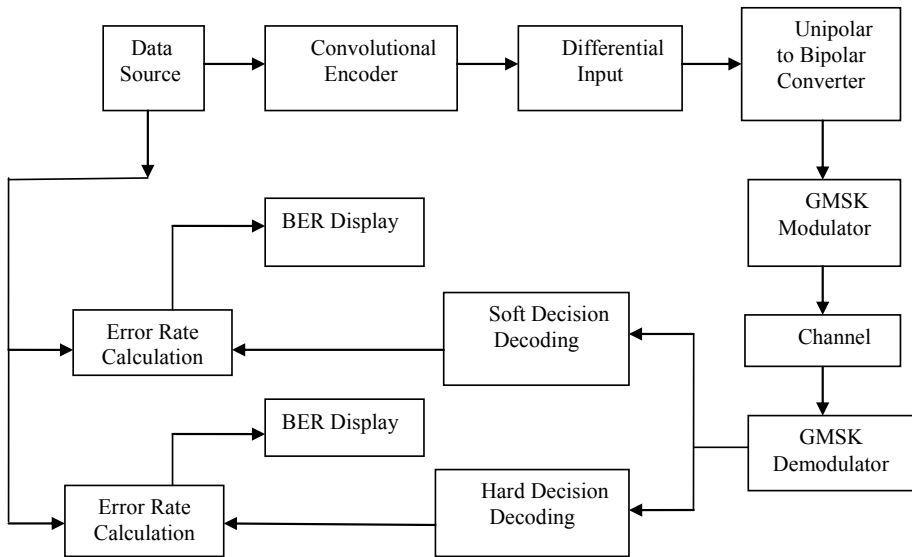 Data
Source
Convolutional
Encoder
Differential
Input
Unipolar
to Bipolar
Converter
GMSK
Modulator
BER Display
Soft Decision
Decoding
Error Rate
Calculation
Channel
BER Display
GMSK
Demodulator
Hard Decision
Decoding
Error Rate
Calculation